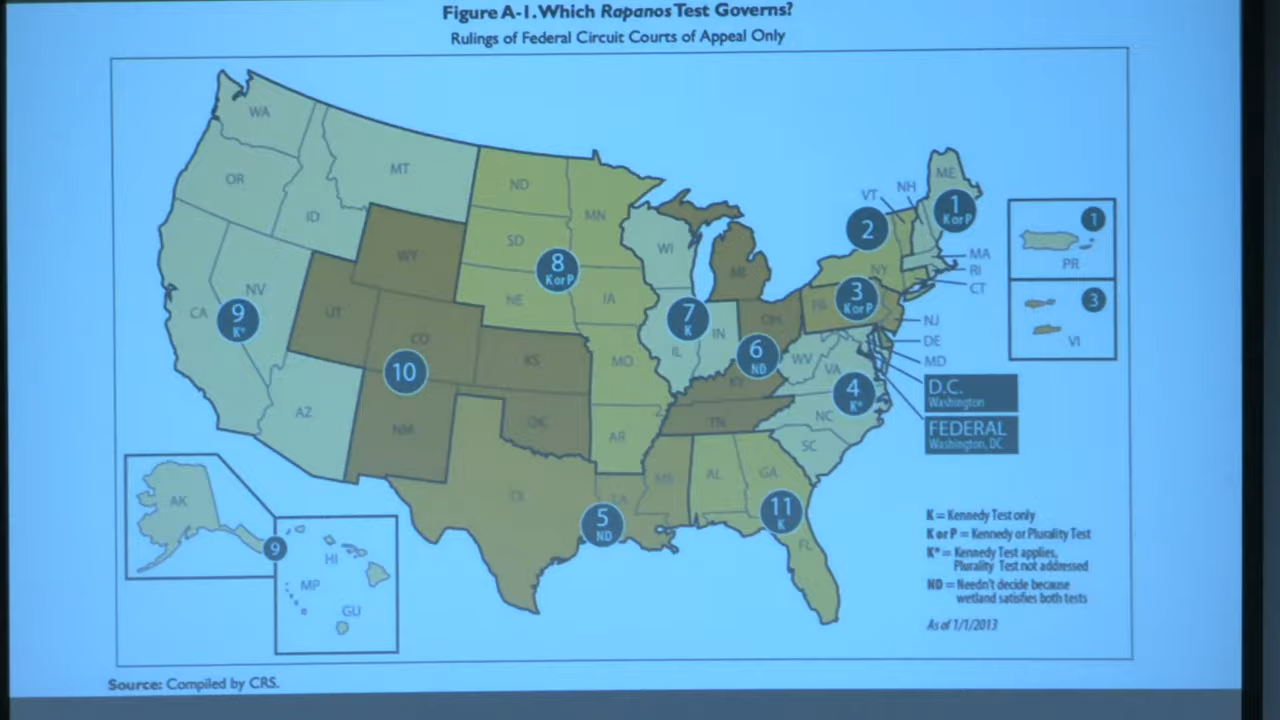 Figure A-1. Which Rapanos Test Governs?
Rulings of Federal Circuit Courts of Appeal Only
WA
OR
ID
MT
CA
NV
9
K*
AZ
WY
UT
CO
10
NM
KS
OK
ND
SD
NE
MN
IA
8
K or P
MO
AR
WI
IL
IN
7
K
MI
OH
KY
TN
6
ND
TX
LA
MS
5
ND
AL
GA
FL
11
K
WV
VA
NC
SC
4
K*
PA
3
K or P
NY
2
VT
NH
ME
1
K or P
MA
RI
CT
NJ
DE
MD
D.C.
Washington
FEDERAL
Washington, DC
1
PR
3
VI
AK
9
HI
MP
GU
K = Kennedy Test only
K or P = Kennedy or Plurality Test
K* = Kennedy Test applies,
Plurality Test not addressed
ND = Needn't decide because
wetland satisfies both tests
As of 1/1/2013
Source: Compiled by CRS.